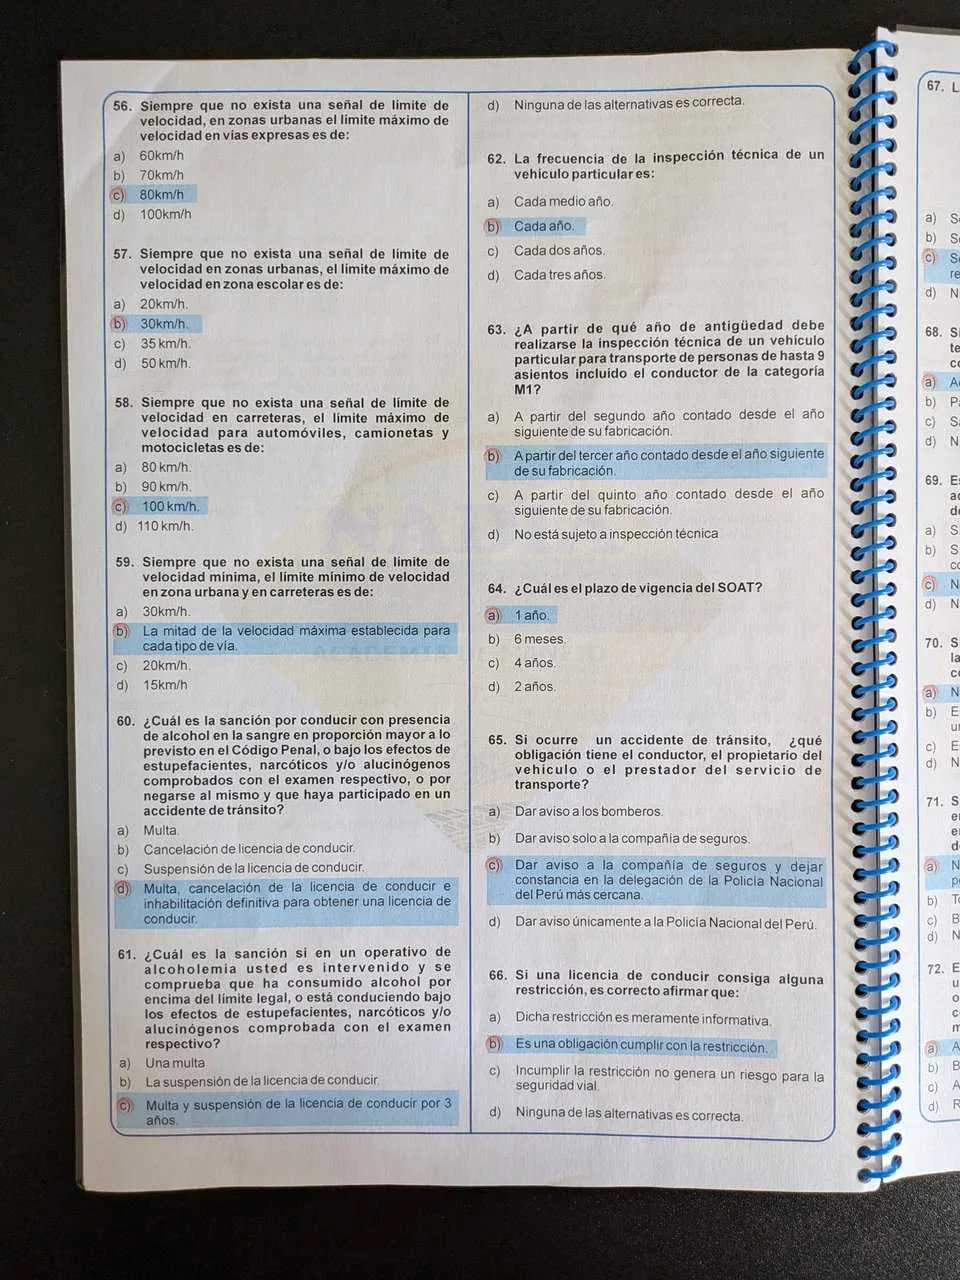 56. Siempre que no exista una señal de límite de
velocidad, en zonas urbanas el límite máximo de
velocidad en vías expresas es de:
a) 60km/h
b) 70km/h
c) 80km/h
d) 100km/h
57. Siempre que no exista una señal de límite de
velocidad en zonas urbanas, el límite máximo de
velocidad en zona escolar es de:
a) 20km/h.
b) 30km/h.
c) 35 km/h.
d) 50 km/h.
58. Siempre que no exista una señal de límite de
velocidad en carreteras, el límite máximo de
velocidad para automóviles, camionetas y
motocicletas es de:
a) 80 km/h.
b) 90 km/h.
c) 100 km/h.
d) 110 km/h.
59. Siempre que no exista una señal de límite de
velocidad mínima, el límite mínimo de velocidad
en zona urbana y en carreteras es de:
a) 30km/h.
b) La mitad de la velocidad máxima establecida para
cada tipo de vía.
c) 20km/h.
d) 15km/h
60. ¿Cuál es la sanción por conducir con presencia
de alcohol en la sangre en proporción mayor a lo
previsto en el Código Penal, o bajo los efectos de
estupefacientes, narcóticos y/o alucinógenos
comprobados con el examen respectivo, o por
negarse al mismo y que haya participado en un
accidente de tránsito?
a) Multa.
b) Cancelación de licencia de conducir.
c) Suspensión de la licencia de conducir.
d) Multa, cancelación de la licencia de conducir e
inhabilitación definitiva para obtener una licencia de
conducir.
61. ¿Cuál es la sanción si en un operativo de
alcoholemia usted es intervenido y se
comprueba que ha consumido alcohol por
encima del límite legal, o está conduciendo bajo
los efectos de estupefacientes, narcóticos y/o
alucinógenos comprobada con el examen
respectivo?
a) Una multa
b) La suspensión de la licencia de conducir.
c) Multa y suspensión de la licencia de conducir por 3
años.
d) Ninguna de las alternativas es correcta.
62. La frecuencia de la inspección técnica de un
vehículo particular es:
a) Cada medio año.
b) Cada año.
c) Cada dos años.
d) Cada tres años.
63. ¿A partir de qué año de antigüedad debe
realizarse la inspección técnica de un vehículo
particular para transporte de personas de hasta 9
asientos incluido el conductor de la categoría
M1?
a) A partir del segundo año contado desde el año
siguiente de su fabricación.
b) A partir del tercer año contado desde el año siguiente
de su fabricación.
c) A partir del quinto año contado desde el año
siguiente de su fabricación.
d) No está sujeto a inspección técnica
64. ¿Cuál es el plazo de vigencia del SOAT?
a) 1 año.
b) 6 meses.
c) 4 años.
d) 2 años.
65. Si ocurre un accidente de tránsito, ¿qué
obligación tiene el conductor, el propietario del
vehículo o el prestador del servicio de
transporte?
a) Dar aviso a los bomberos.
b) Dar aviso solo a la compañía de seguros.
c) Dar aviso a la compañía de seguros y dejar
constancia en la delegación de la Policía Nacional
del Perú más cercana.
d) Dar aviso únicamente a la Policía Nacional del Perú.
66. Si una licencia de conducir consiga alguna
restricción, es correcto afirmar que:
a) Dicha restricción es meramente informativa.
b) Es una obligación cumplir con la restricción.
c) Incumplir la restricción no genera un riesgo para la
seguridad vial.
d) Ninguna de las alternativas es correcta.
67.
a)
b)
c)
d)
68.
a)
b)
c)
d)
69.
a)
b)
c)
d)
70.
a)
b)
c)
d)
71.
a)
b)
c)
d)
72.
a)
b)
c)
d)